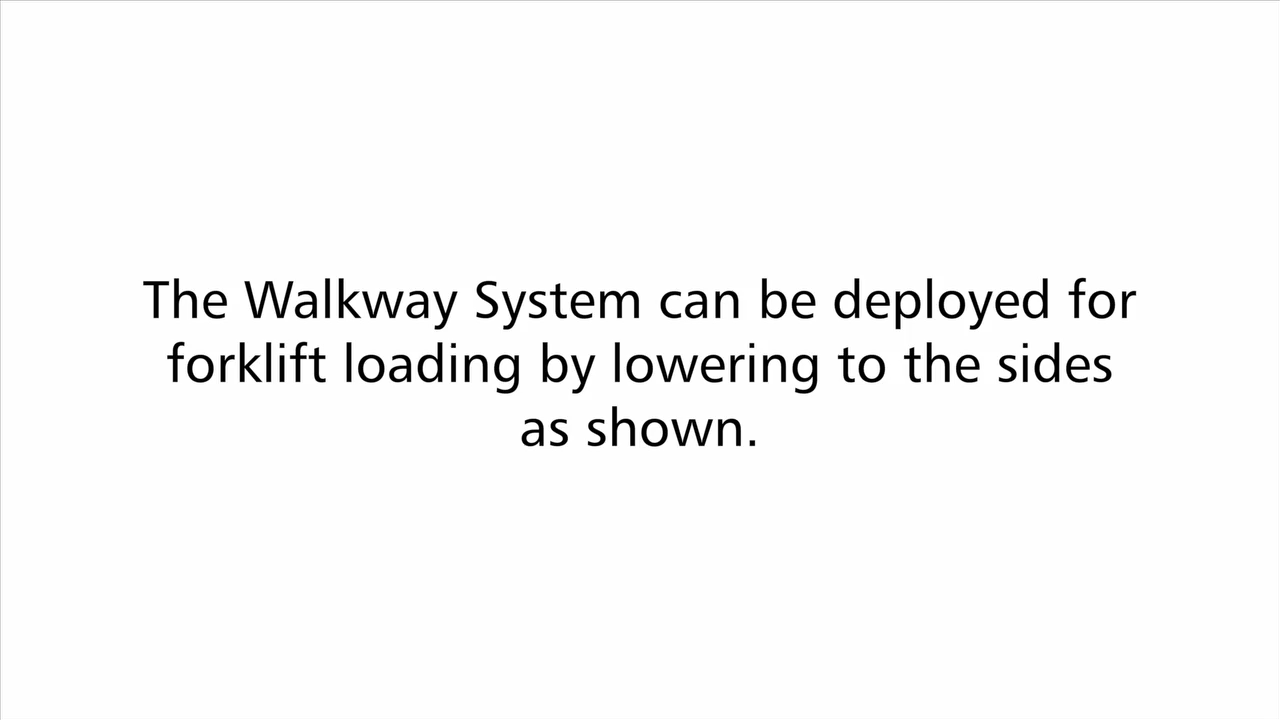 The Walkway System can be deployed for
forklift loading by lowering to the sides
as shown.